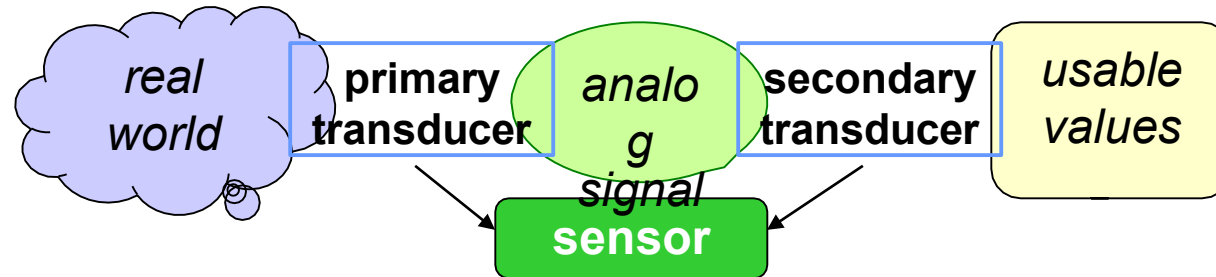 real
world
primary
transducer
analo
g
signal
secondary
transducer
usable
values
sensor